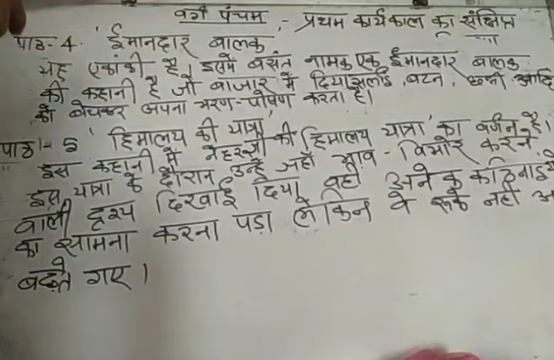 वर्ग पंचम :- प्रथम कार्यकाल का संक्षिप्त
पाठ-4 'ईमानदार बालक'
यह एकांकी है। इसमें बसंत नामक एक ईमानदार बालक
की कहानी है जो बाजार में दियासलाई बटन, छन्नी आदि
को बेचकर अपना भरण-पोषण करता है।
पाठ-5 'हिमालय की यात्रा'
इस कहानी में नेहरूजी की हिमालय यात्रा का वर्णन है।
इस यात्रा के दौरान उन्हें जहाँ भाव-विभोर करने
वाली दृश्य दिखाई दिया वहीं अनेक
का सामना करना पड़ा लेकिन वे रूके नहीं
बढ़ते गए।